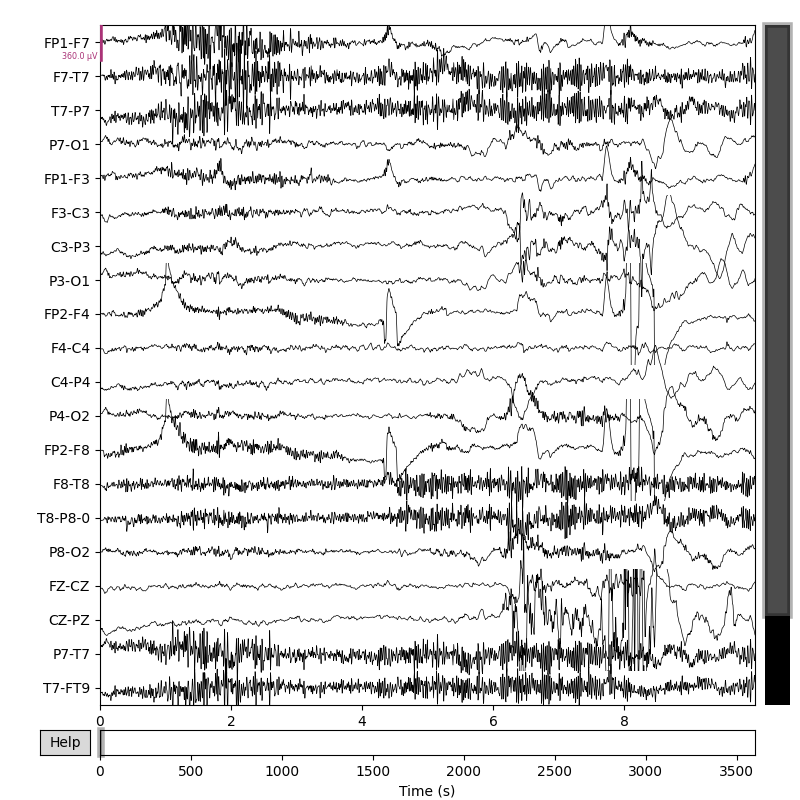 FP1-F7
360.0 µV
F7-T7
T7-P7
P7-O1
FP1-F3
F3-C3
C3-P3
P3-O1
FP2-F4
F4-C4
C4-P4
P4-O2
FP2-F8
F8-T8
T8-P8-0
P8-O2
FZ-CZ
CZ-PZ
P7-T7
T7-FT9
0 2 4 6 8
Help
0 500 1000 1500 2000 2500 3000 3500
Time (s)